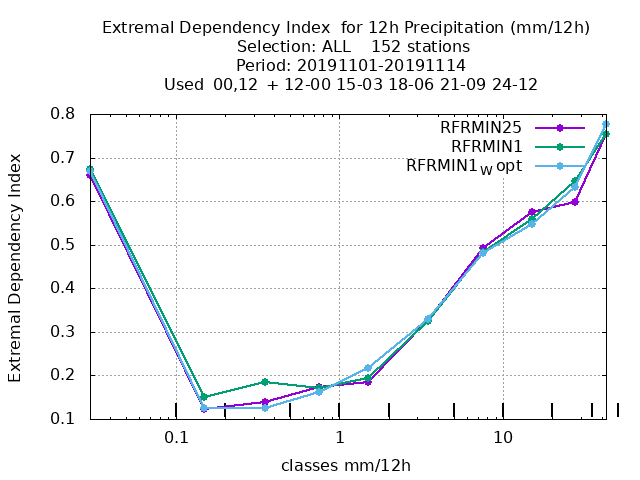 Extremal Dependency Index  for 12h Precipitation (mm/12h)
Selection: ALL    152 stations
Period: 20191101-20191114
Used  00,12  + 12-00 15-03 18-06 21-09 24-12
RFRMIN25
RFRMIN1
RFRMIN1W opt
0.8
0.7
0.6
0.5
0.4
0.3
0.2
0.1
Extremal Dependency Index
0.1 1 10
classes mm/12h